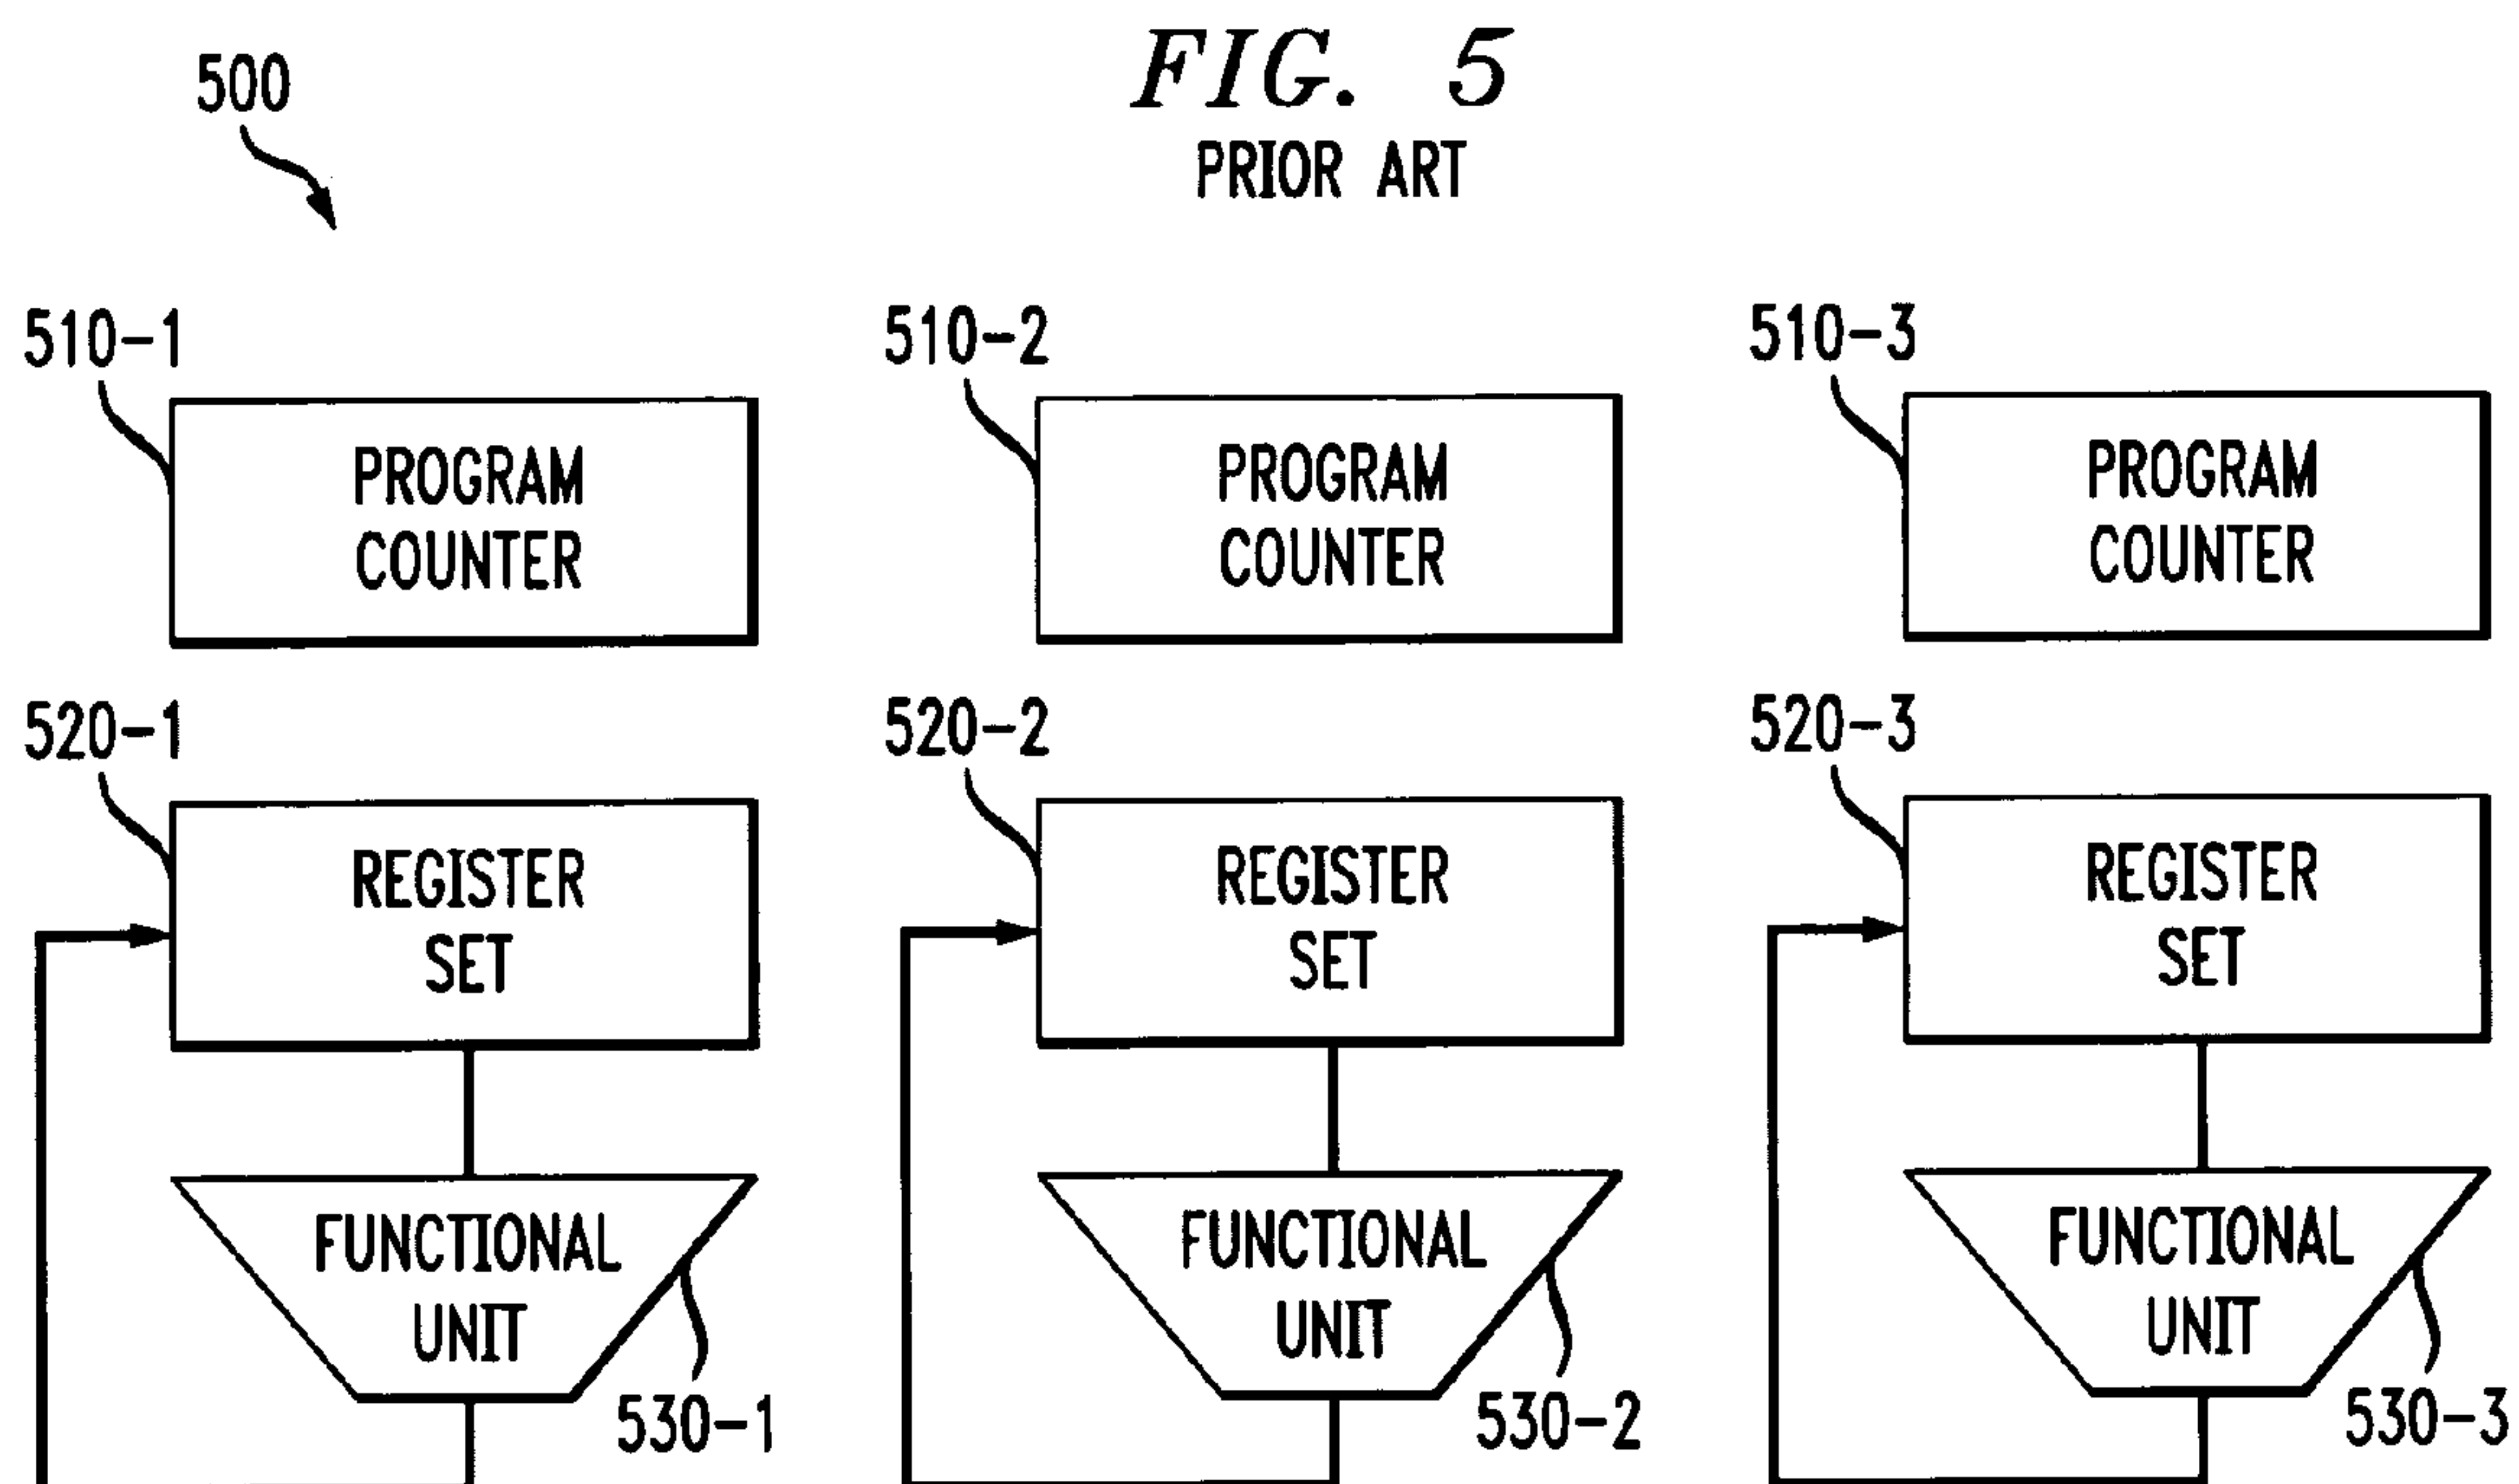 FIG. 5
PRIOR ART
500
510-1
510-2
510-3
PROGRAM
COUNTER
PROGRAM
COUNTER
PROGRAM
COUNTER
520-1
520-2
520-3
REGISTER
SET
REGISTER
SET
REGISTER
SET
FUNCTIONAL
UNIT
FUNCTIONAL
UNIT
FUNCTIONAL
UNIT
530-1
530-2
530-3